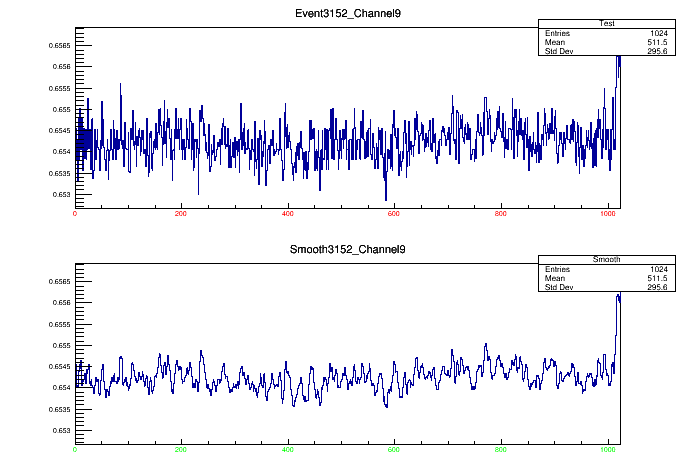 Event3152_Channel9
Test
Entries 1024
Mean 511.5
Std Dev 295.6
0.6565
0.656
0.6555
0.655
0.6545
0.654
0.6535
0.653
0 200 400 600 800 1000
Smooth3152_Channel9
Smooth
Entries 1024
Mean 511.5
Std Dev 295.6
0.6565
0.656
0.6555
0.655
0.6545
0.654
0.6535
0.653
0 200 400 600 800 1000